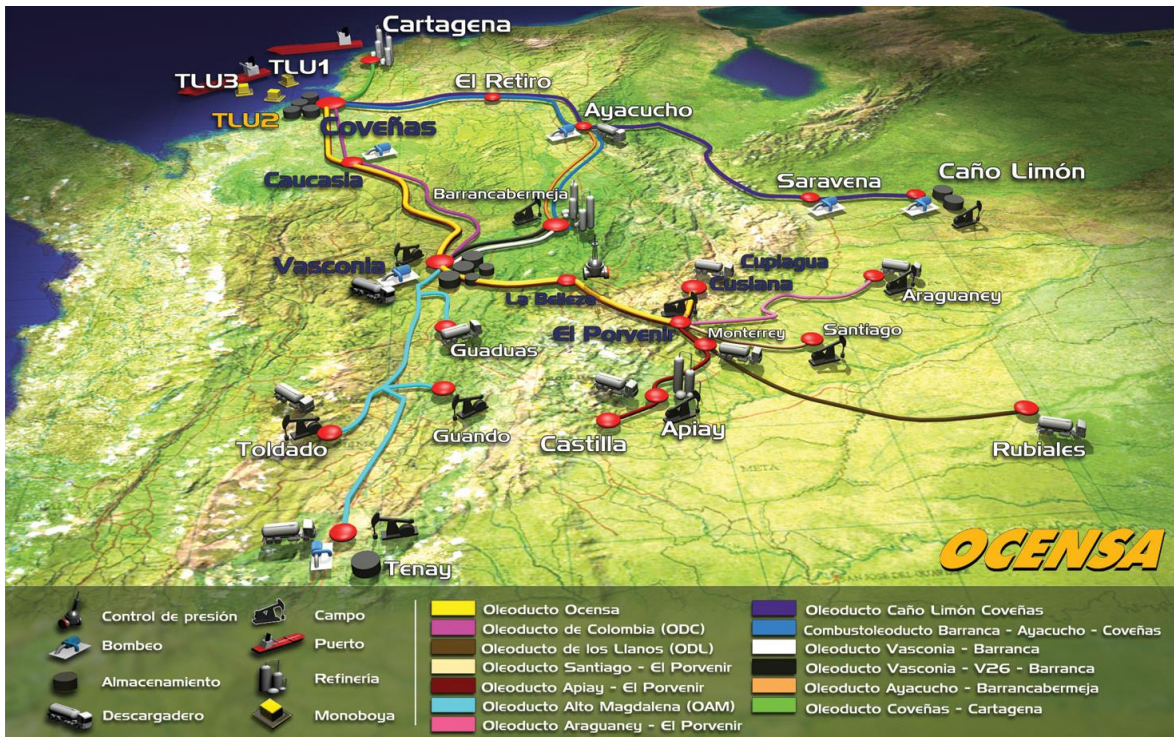 Cartagena
TLU1
TLU3
TLU2
El Retiro
Coveñas
Ayacucho
Caucasia
Barrancabermeja
Saravena
Caño Limón
Vasconia
La Belleza
Cupiagua
Cusiana
Araguaney
El Porvenir
Monterrey
Santiago
Guaduas
Toldado
Guando
Castilla
Apiay
Rubiales
META
Tenay
OCENSA
Control de presión
Bombeo
Almacenamiento
Descargadero
Campo
Puerto
Refinería
Monoboya
Oleoducto Ocensa
Oleoducto de Colombia (ODC)
Oleoducto de los Llanos (ODL)
Oleoducto Santiago - El Porvenir
Oleoducto Apiay - El Porvenir
Oleoducto Alto Magdalena (OAM)
Oleoducto Araguaney - El Porvenir
Oleoducto Caño Limón Coveñas
Combustoleoducto Barranca - Ayacucho - Coveñas
Oleoducto Vasconia - Barranca
Oleoducto Vasconia - V26 - Barranca
Oleoducto Ayacucho - Barrancabermeja
Oleoducto Coveñas - Cartagena